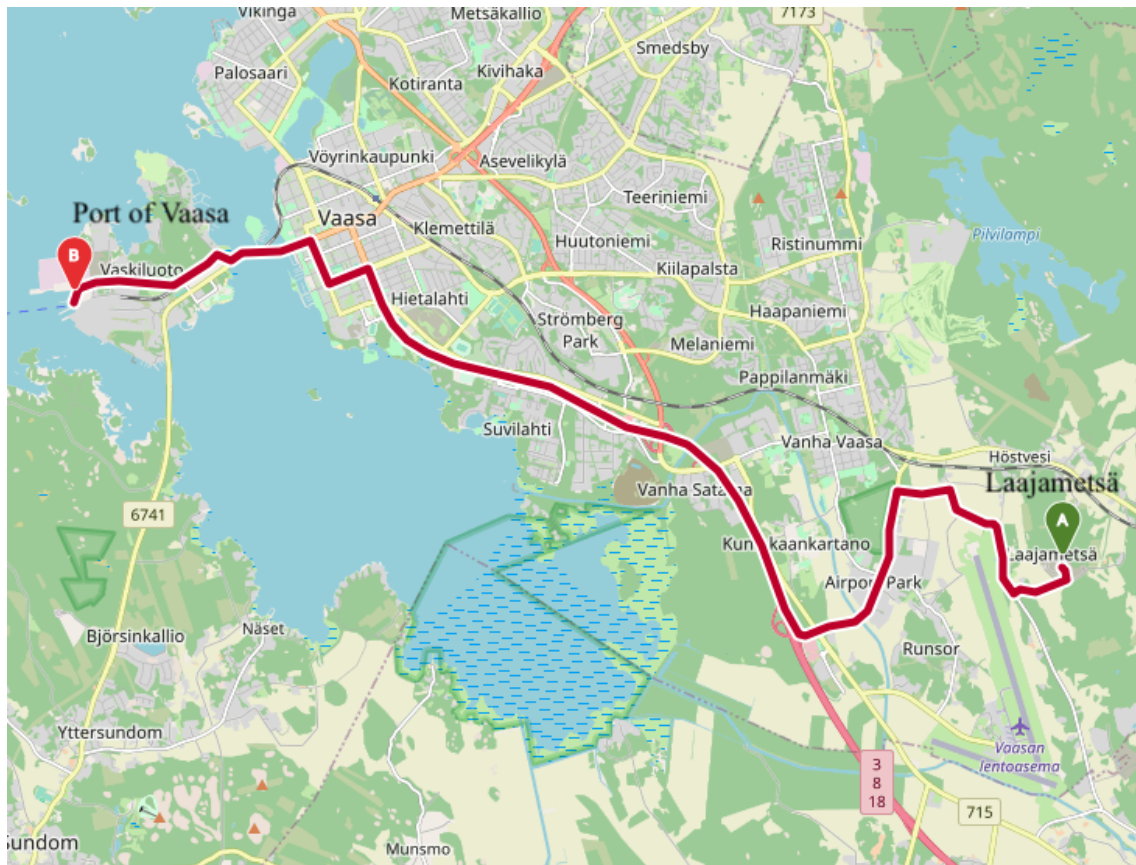 Vikinga
Metsäkallio
7173
Smedsby
Palosaari
Kivihaka
Kotiranta
Vöyrinkaupunki
Asevelikylä
Teeriniemi
Port of Vaasa
Vaasa
Klemettilä
Huutoniemi
Ristinummi
Pilvilampi
B
Vaskiluoto
Kiilapalsta
Hietalahti
Haapaniemi
Strömberg
Park
Melaniemi
Pappilanmäki
Suvilahti
Vanha Vaasa
Höstvesi
Laajametsä
Vanha Satama
6741
A
Laajametsä
Airport Park
Björsinkallio
Näset
Runsor
Yttersundom
Vaasan
lentoasema
3
8
18
715
Sundom
Munsmo